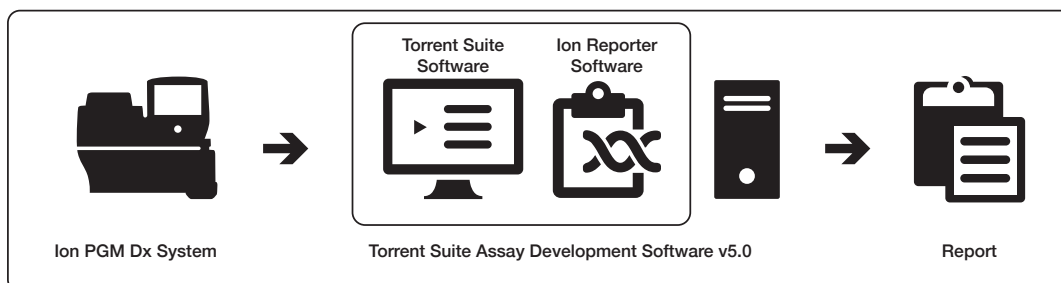 Torrent Suite
Software
Ion Reporter
Software
Ion PGM Dx System
Torrent Suite Assay Development Software v5.0
Report